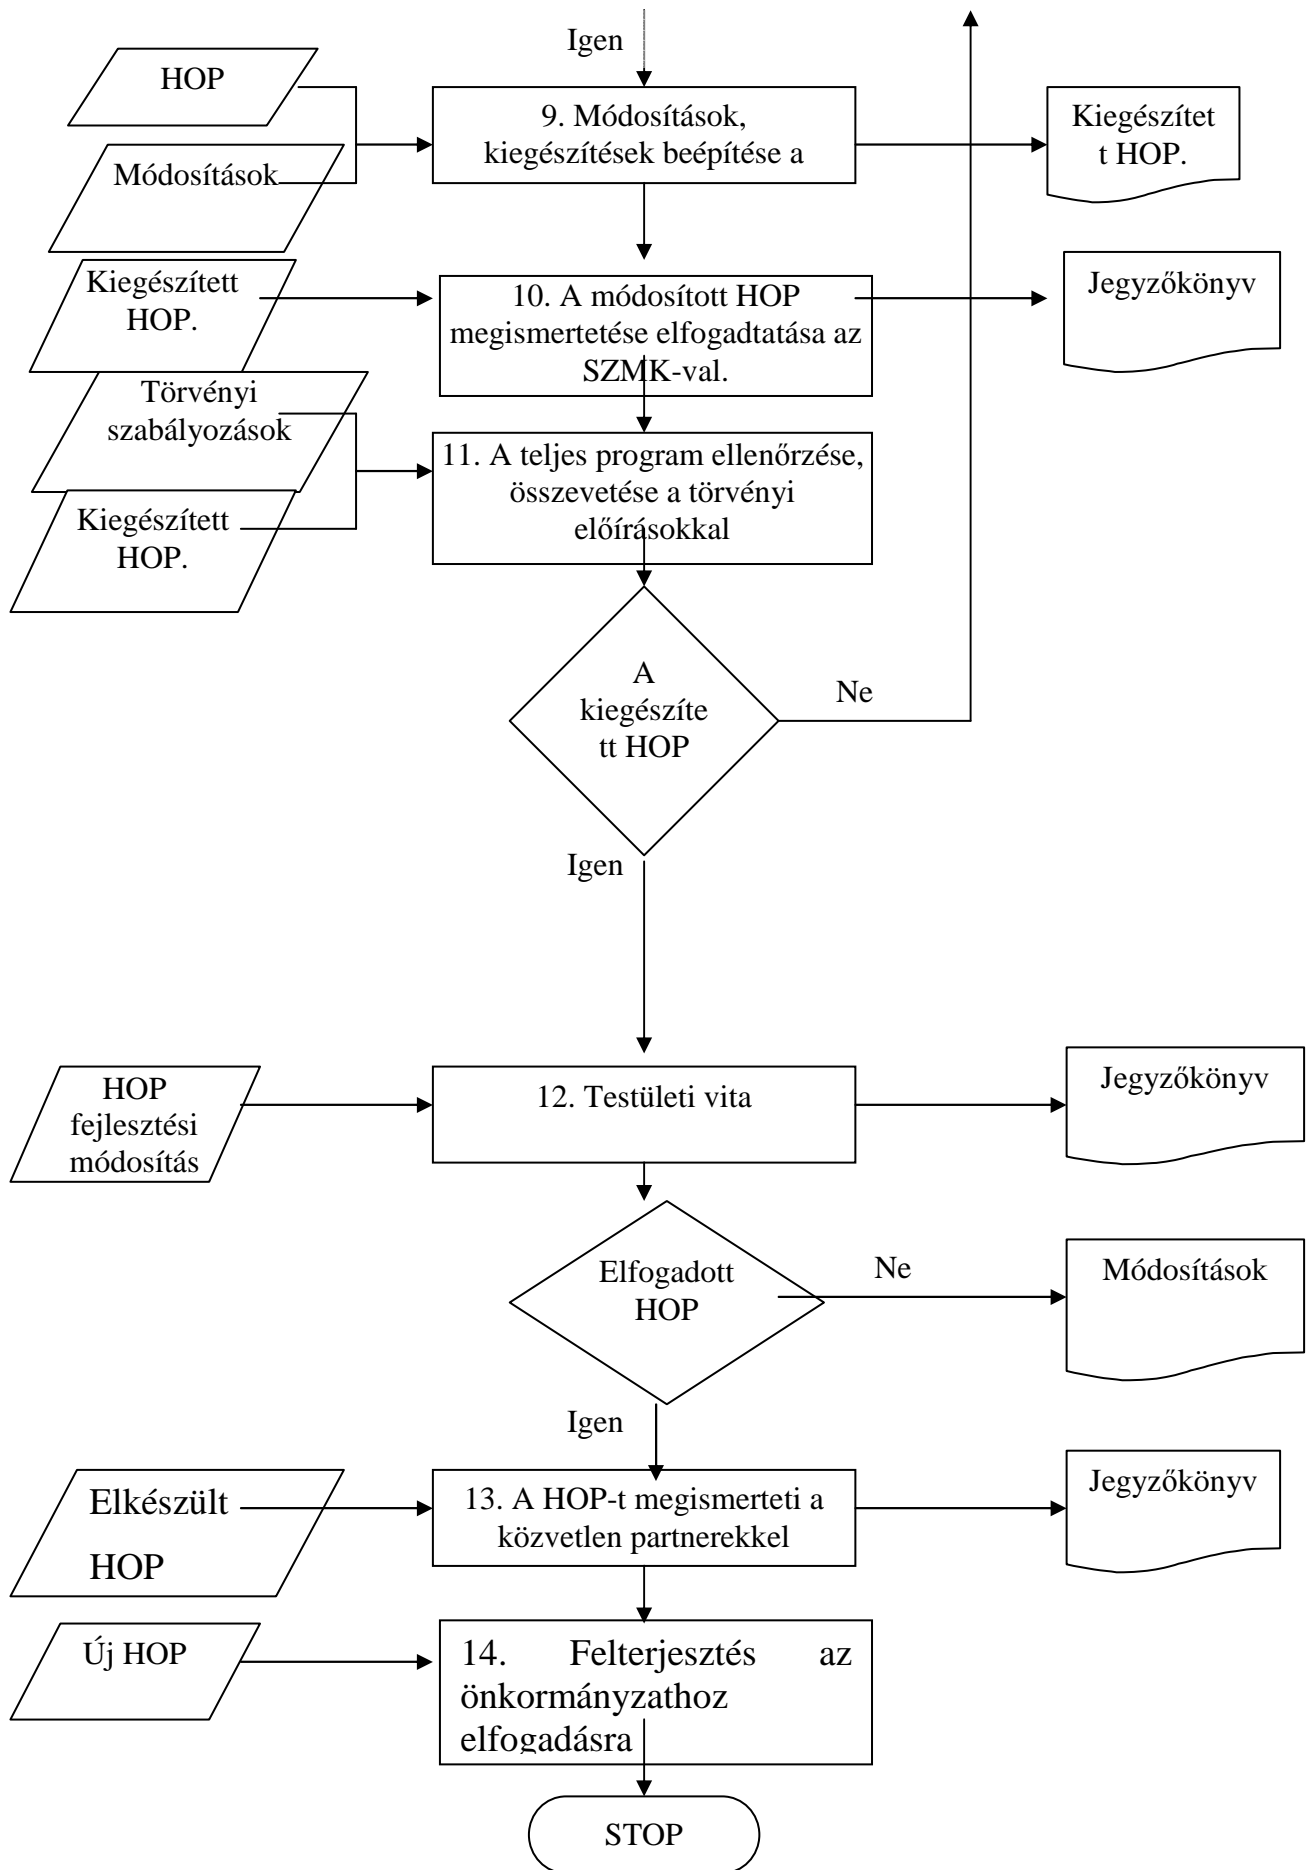 Igen
HOP
9. Módosítások,
kiegészítések beépítése a
Kiegészítet
t HOP.
Módosítások
Kiegészített
HOP.
10. A módosított HOP
megismertetése elfogadtatása az
SZMK-val.
Jegyzőkönyv
Törvényi
szabályozások
11. A teljes program ellenőrzése,
összevetése a törvényi
előírásokkal
Kiegészített
HOP.
A
kiegészíte
tt HOP
Ne
Igen
HOP
fejlesztési
módosítás
12. Testületi vita
Jegyzőkönyv
Elfogadott
HOP
Ne
Módosítások
Igen
Elkészült
HOP
13. A HOP-t megismerteti a
közvetlen partnerekkel
Jegyzőkönyv
Új HOP
14. Felterjesztés az
önkormányzathoz
elfogadásra
STOP